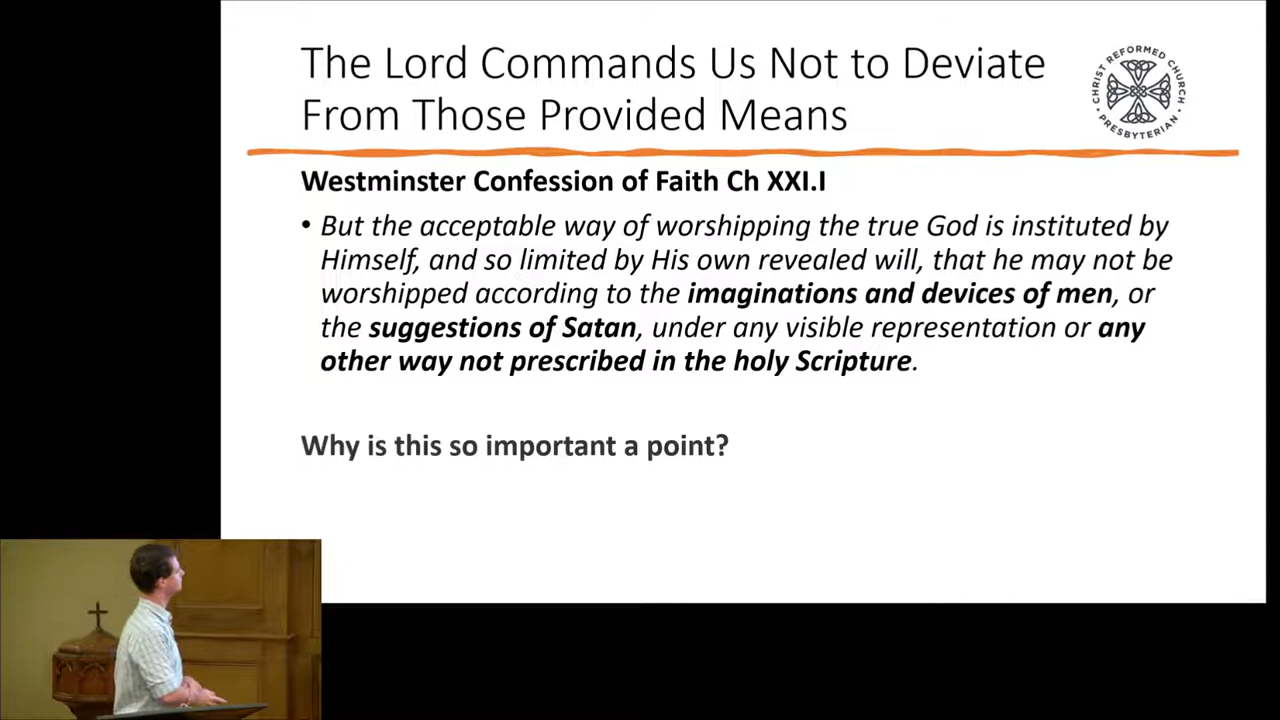 The Lord Commands Us Not to Deviate
From Those Provided Means
CHRIST REFORMED CHURCH
PRESBYTERIAN
Westminster Confession of Faith Ch XXI.I
• But the acceptable way of worshipping the true God is instituted by
Himself, and so limited by His own revealed will, that he may not be
worshipped according to the imaginations and devices of men, or
the suggestions of Satan, under any visible representation or any
other way not prescribed in the holy Scripture.
Why is this so important a point?